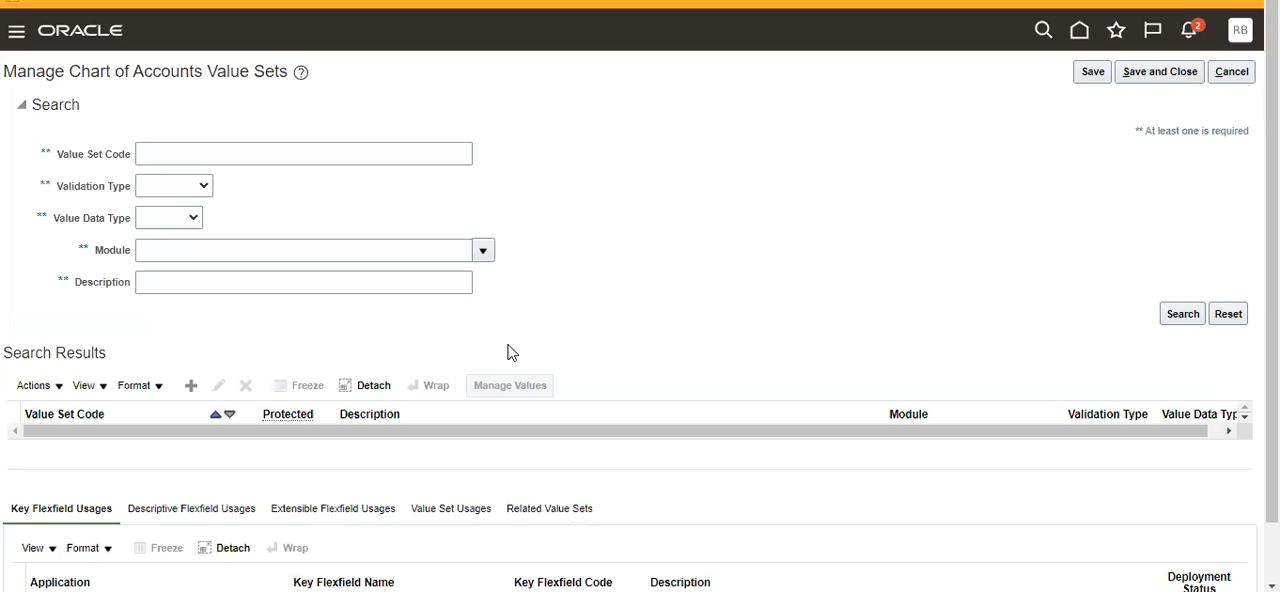 ORACLE
2
RB
Manage Chart of Accounts Value Sets ?
Save Save and Close Cancel
Search
** At least one is required
** Value Set Code
** Validation Type
** Value Data Type
** Module
** Description
Search Reset
Search Results
Actions View Format Freeze Detach Wrap Manage Values
Value Set Code Protected Description Module Validation Type Value Data Typ
Key Flexfield Usages Descriptive Flexfield Usages Extensible Flexfield Usages Value Set Usages Related Value Sets
View Format Freeze Detach Wrap
Application Key Flexfield Name Key Flexfield Code Description Deployment
Status